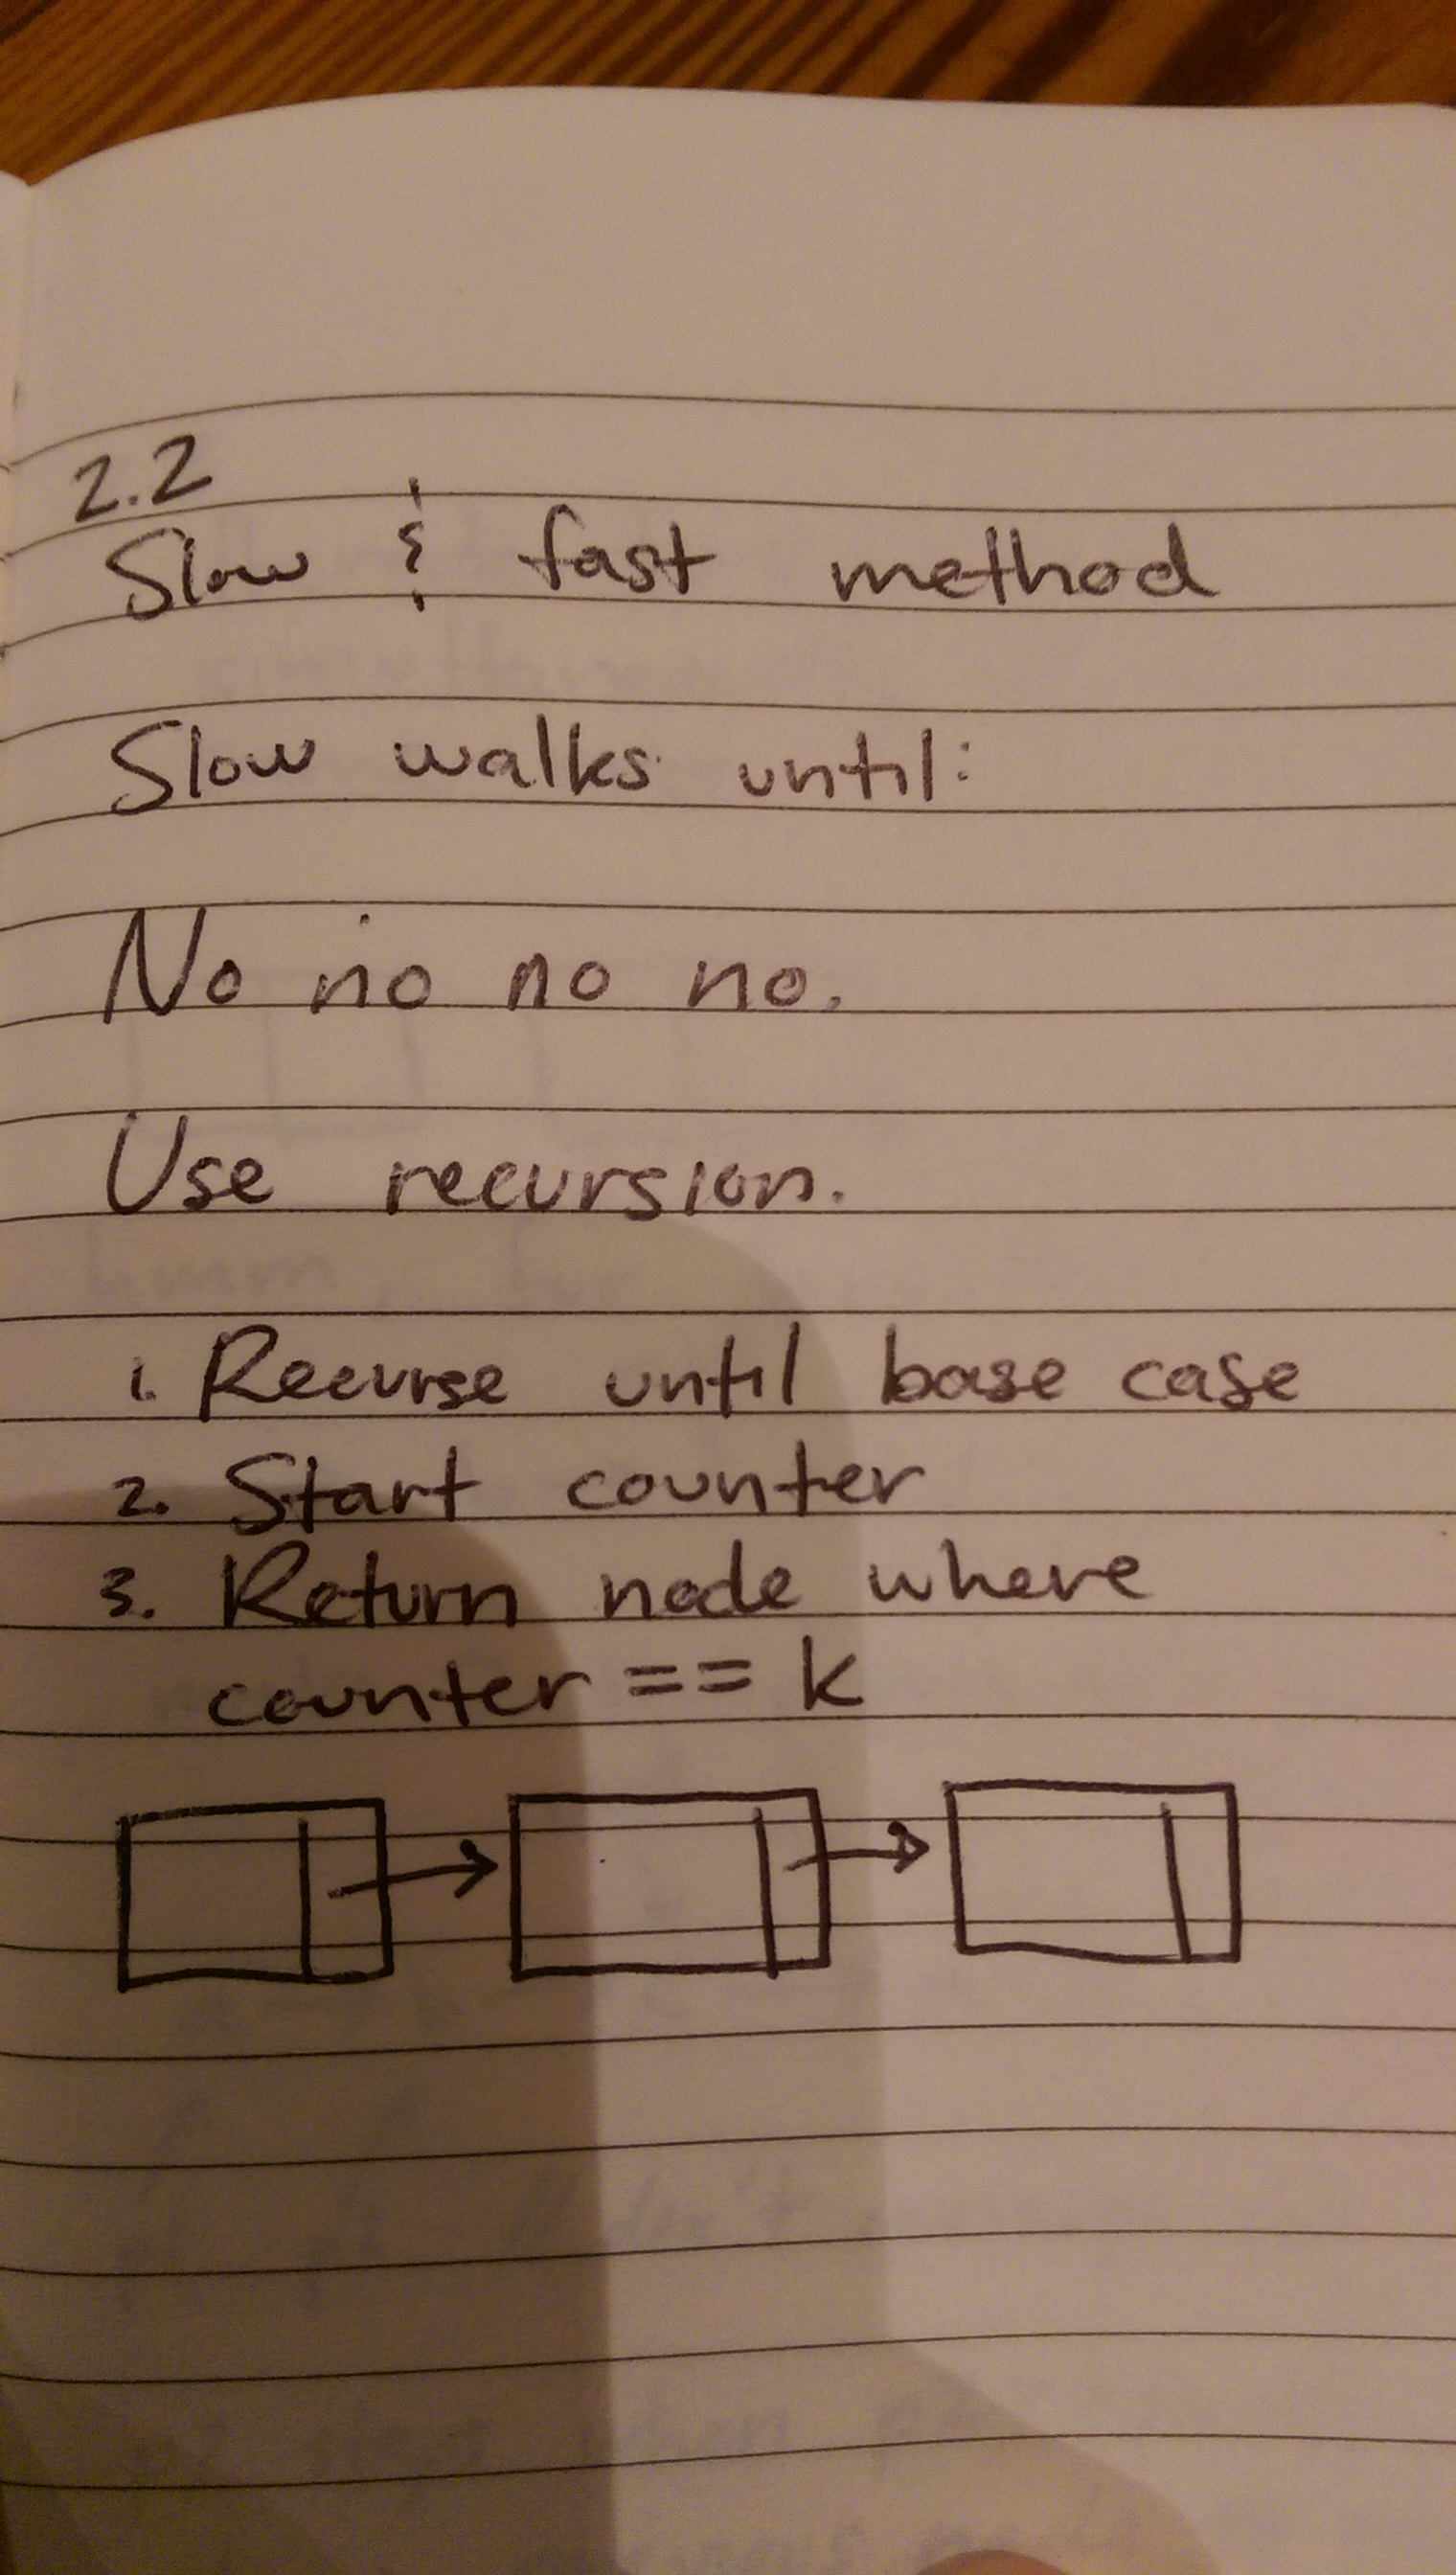 2.2
Slow & fast method
Slow walks until:
No no no no.
Use recursion.
1. Recurse until base case
2. Start counter
3. Return node where
counter == k